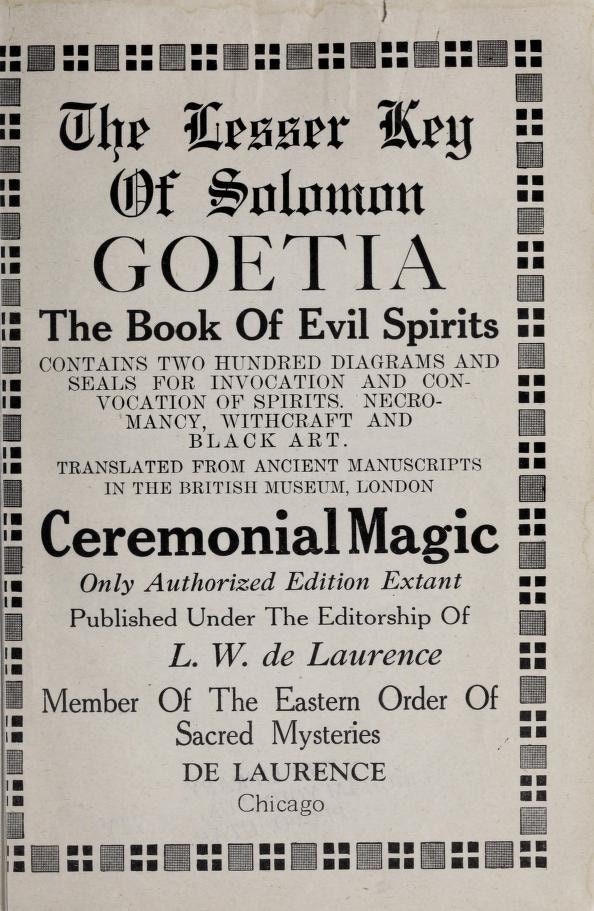 The Lesser Key
Of Solomon
GOETIA
The Book Of Evil Spirits
CONTAINS TWO HUNDRED DIAGRAMS AND
SEALS FOR INVOCATION AND CON-
VOCATION OF SPIRITS. NECRO-
MANCY, WITHCRAFT AND
BLACK ART.
TRANSLATED FROM ANCIENT MANUSCRIPTS
IN THE BRITISH MUSEUM, LONDON
Ceremonial Magic
Only Authorized Edition Extant
Published Under The Editorship Of
L. W. de Laurence
Member Of The Eastern Order Of
Sacred Mysteries
DE LAURENCE
Chicago